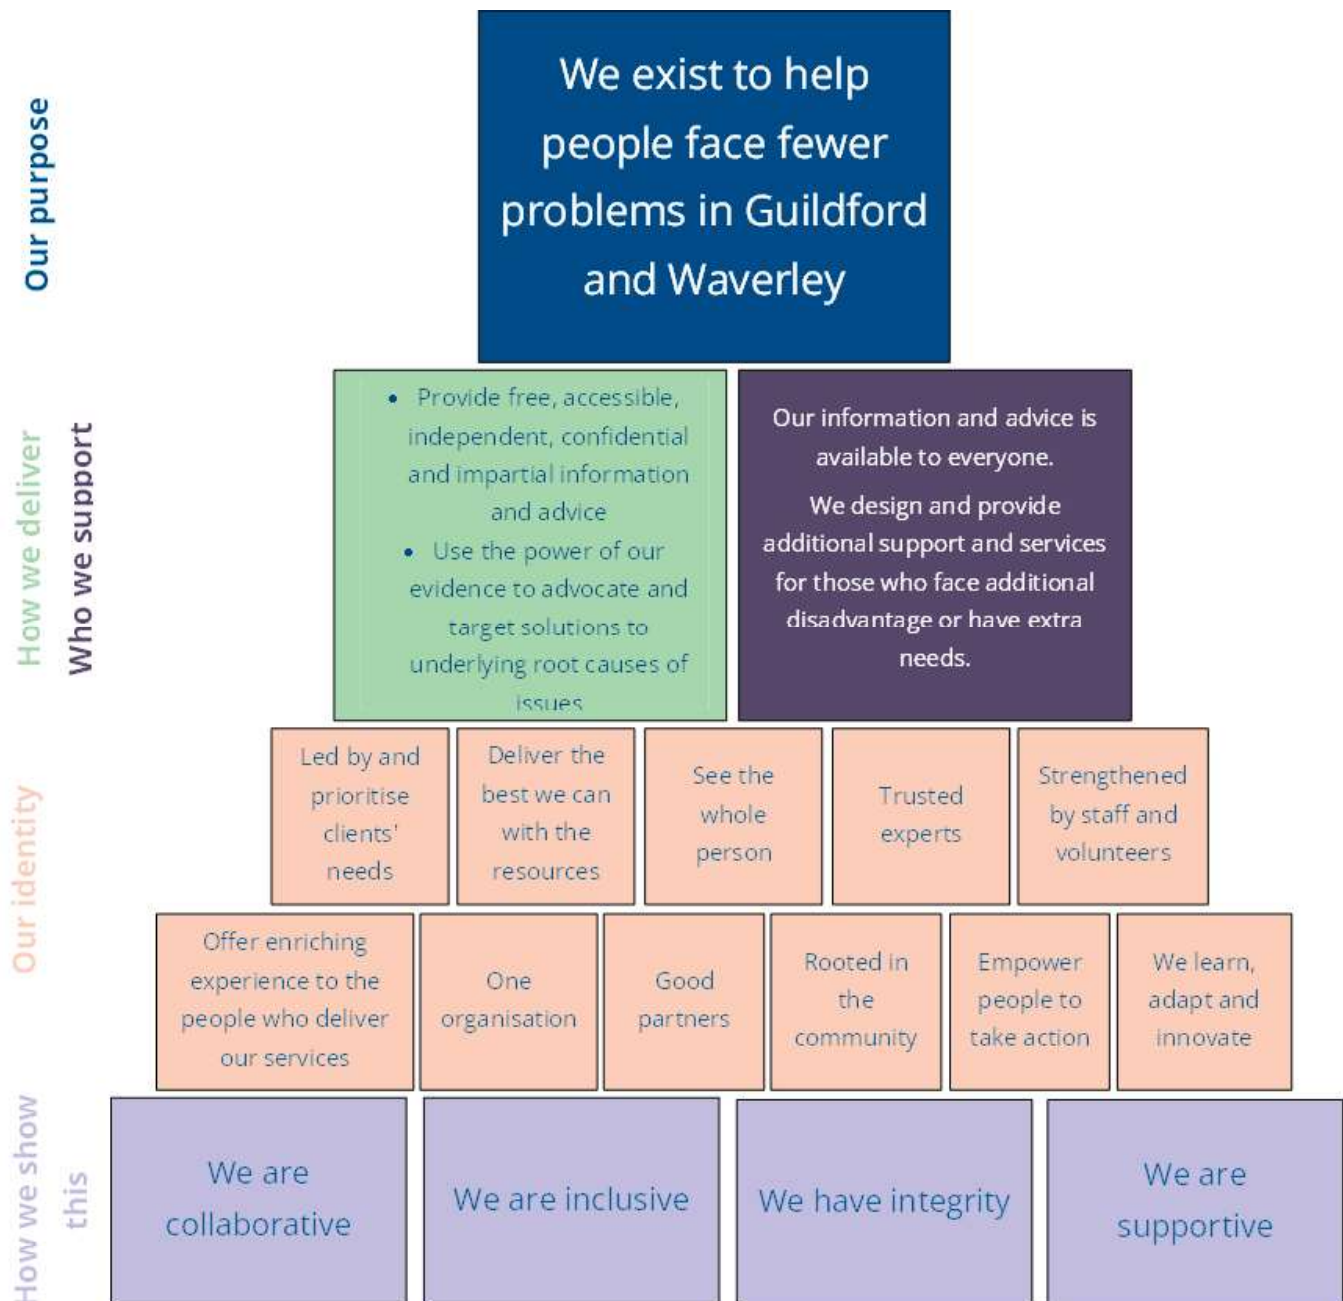 Our purpose
We exist to help
people face fewer
problems in Guildford
and Waverley
How we deliver
Who we support
• Provide free, accessible,
independent, confidential
and impartial information
and advice
• Use the power of our
evidence to advocate and
target solutions to
underlying root causes of
issues
Our information and advice is
available to everyone.
We design and provide
additional support and services
for those who face additional
disadvantage or have extra
needs.
Our identity
Led by and
prioritise
clients'
needs
Deliver the
best we can
with the
resources
See the
whole
person
Trusted
experts
Strengthened
by staff and
volunteers
Offer enriching
experience to the
people who deliver
our services
One
organisation
Good
partners
Rooted in
the
community
Empower
people to
take action
We learn,
adapt and
innovate
How we show
this
We are
collaborative
We are inclusive
We have integrity
We are
supportive